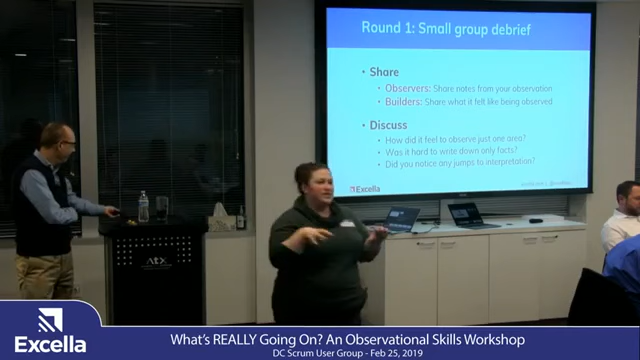 Round 1: Small group debrief
• Share
• Observers: Share notes from your observation
• Builders: Share what it felt like being observed
• Discuss
• How did it feel to observe just one area?
• Was it hard to write down only facts?
• Did you notice any jumps to interpretation?
Excella
ATX
Excella
What's REALLY Going On? An Observational Skills Workshop
DC Scrum User Group - Feb 25, 2019